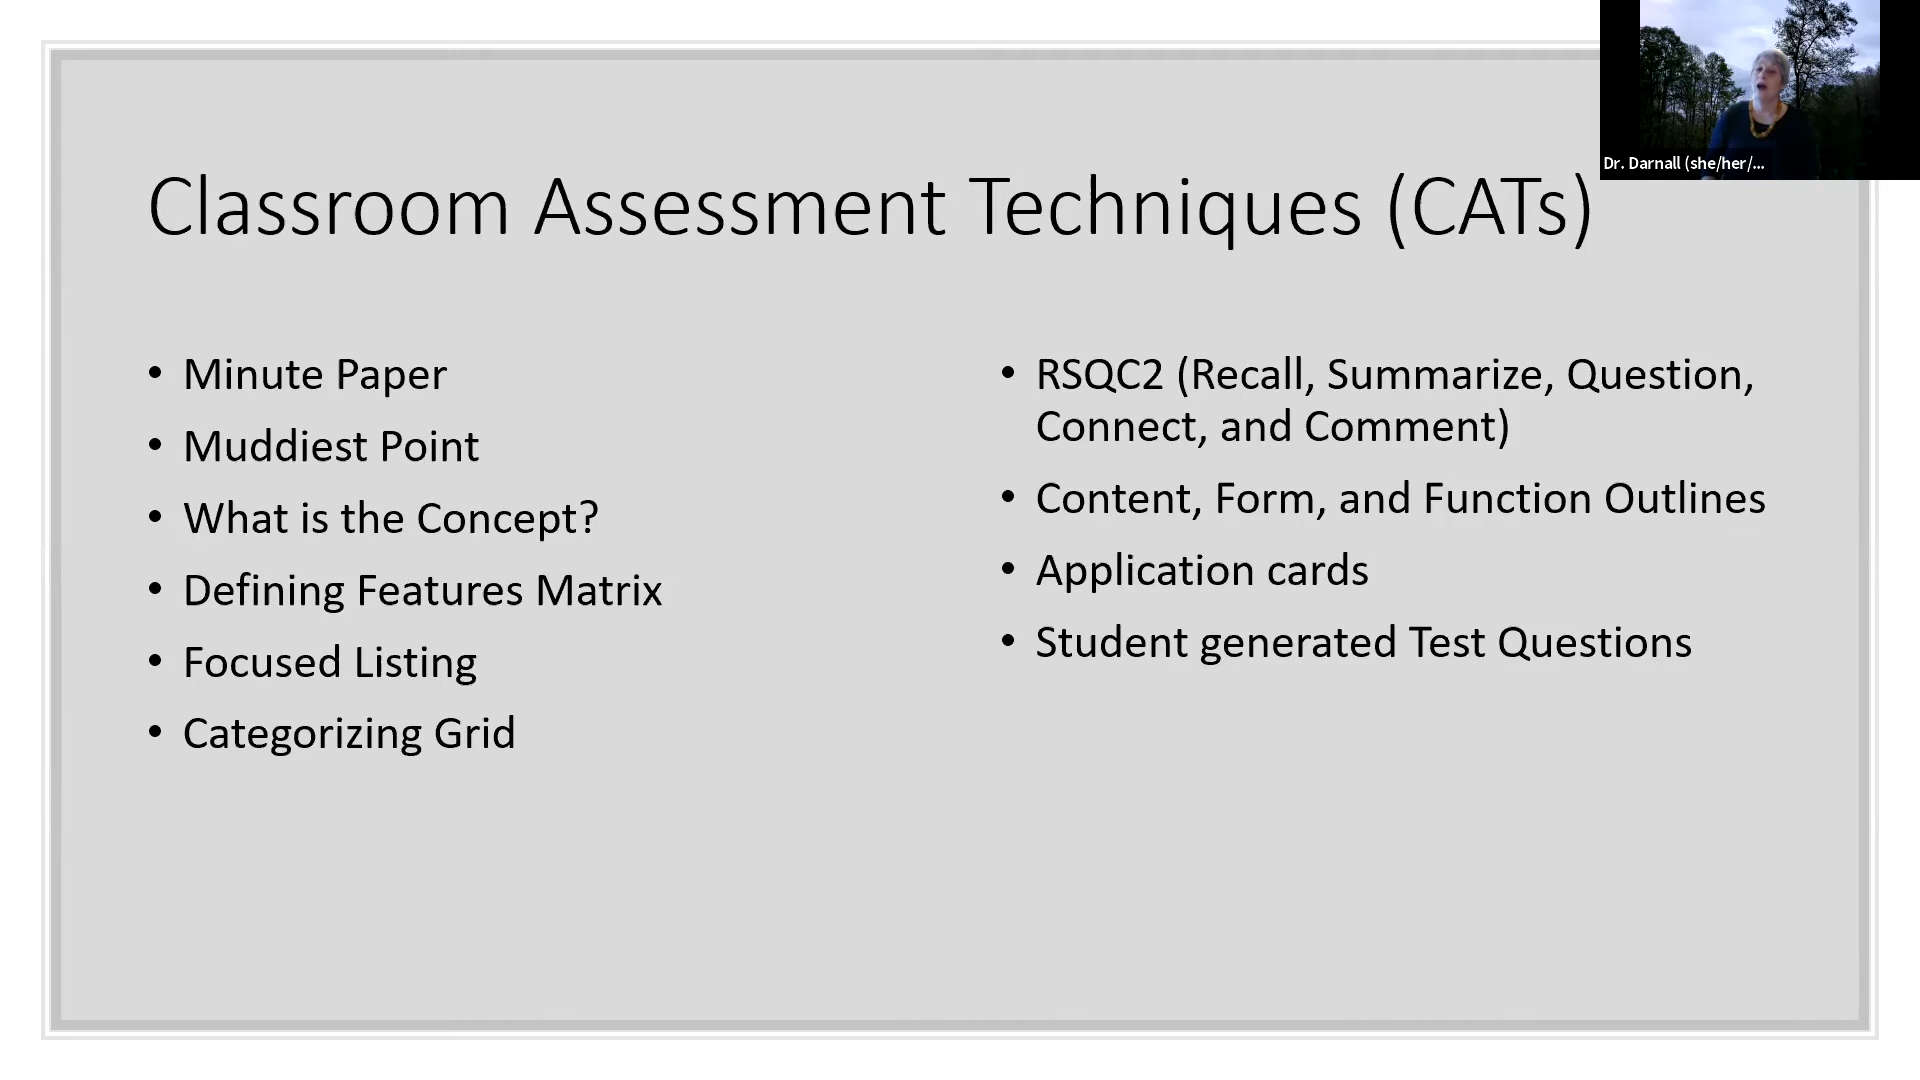 Dr. Darnall (she/her/...
Classroom Assessment Techniques (CATs)
• Minute Paper
• Muddiest Point
• What is the Concept?
• Defining Features Matrix
• Focused Listing
• Categorizing Grid
• RSQC2 (Recall, Summarize, Question,
Connect, and Comment)
• Content, Form, and Function Outlines
• Application cards
• Student generated Test Questions